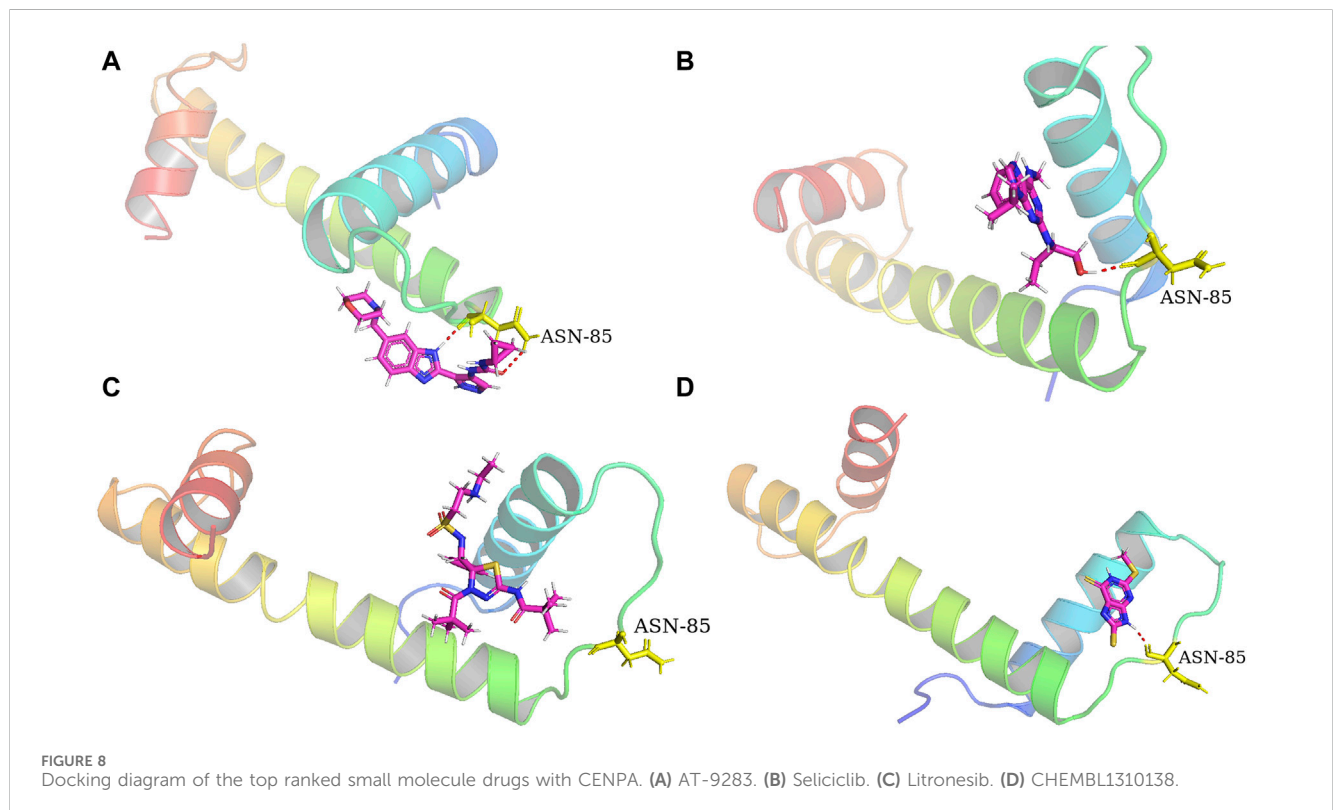 A
B
ASN-85
ASN-85
C
D
ASN-85
ASN-85
FIGURE 8
Docking diagram of the top ranked small molecule drugs with CENPA. (A) AT-9283. (B) Seliciclib. (C) Litronesib. (D) CHEMBL1310138.